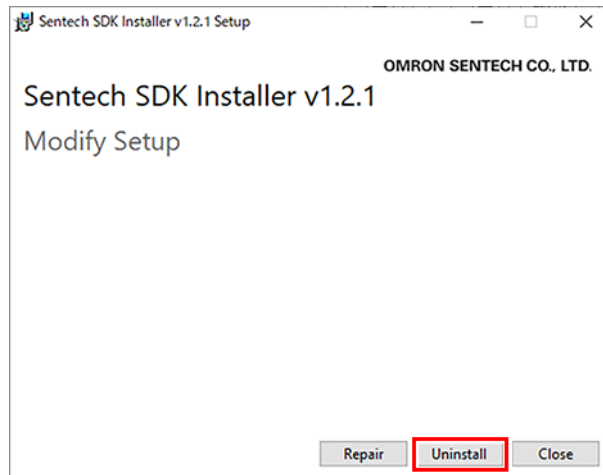 Sentech SDK Installer v1.2.1 Setup
OMRON SENTECH CO., LTD.
Sentech SDK Installer v1.2.1
Modify Setup
Repair Uninstall Close